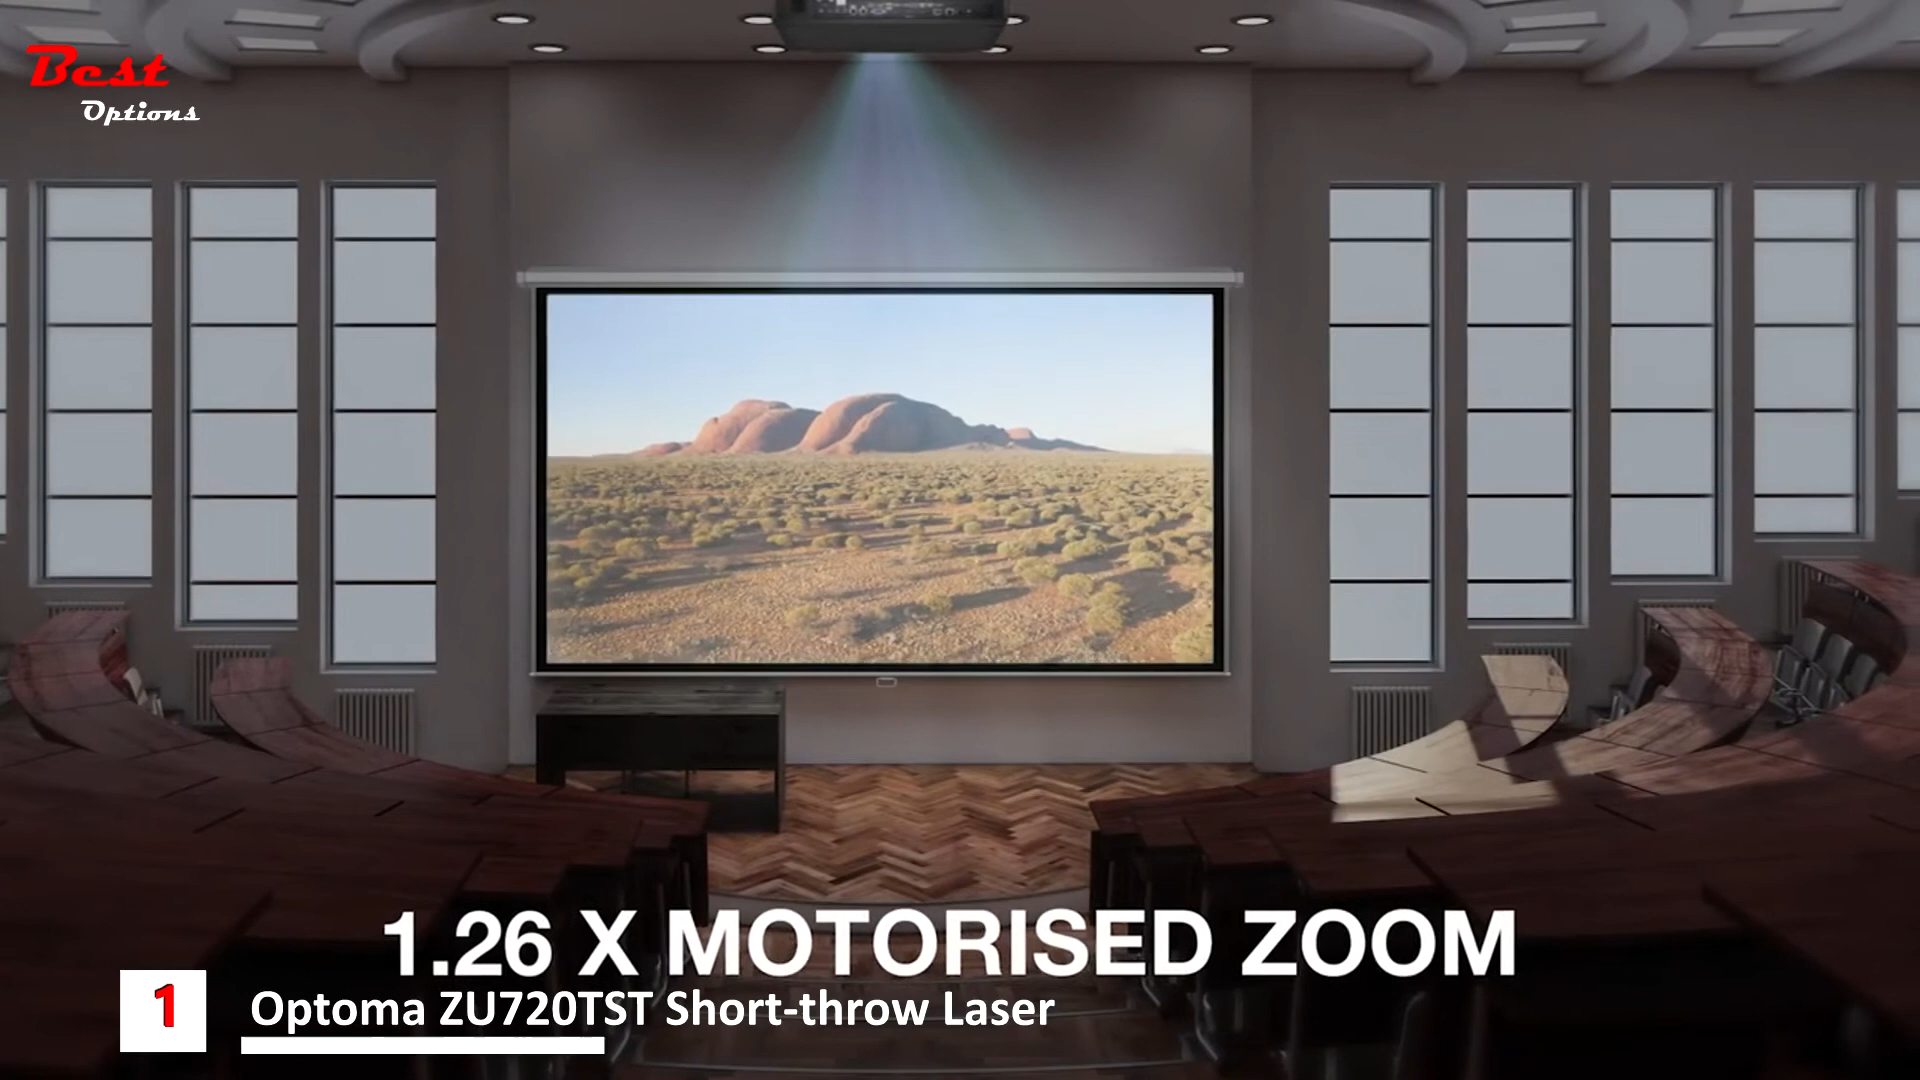 Best
Options
1.26 X MOTORISED ZOOM
1
Optoma ZU720TST Short-throw Laser